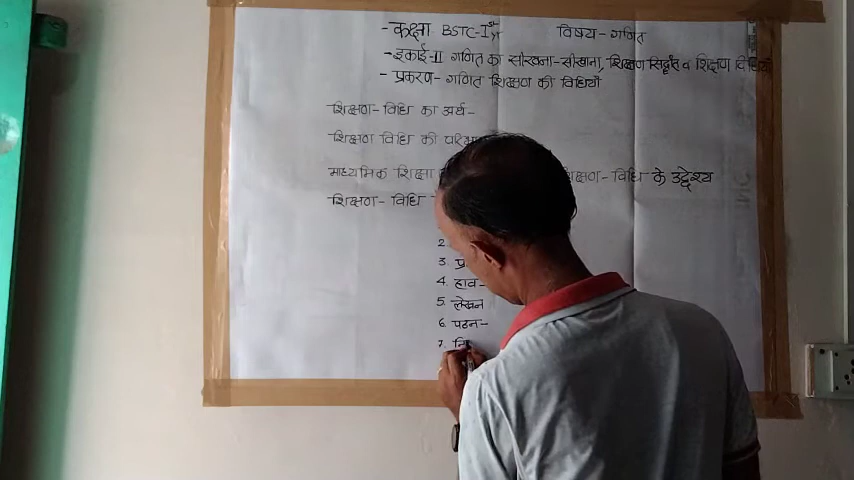 - कक्षा BSTC-Ist yr विषय - गणित
- इकाई-II गणित का सीखना-सीखाना, शिक्षण सिद्धांत व शिक्षण विधियाँ
- प्रकरण- गणित शिक्षण की विधियाँ
शिक्षण- विधि का अर्थ-
शिक्षण विधि की
माध्यमिक शिक्षा शिक्षण- विधि के उद्देश्य
शिक्षण- विधि
2.
3. प्र
4. हाव-
5. लेखन
6. पठन-
7.